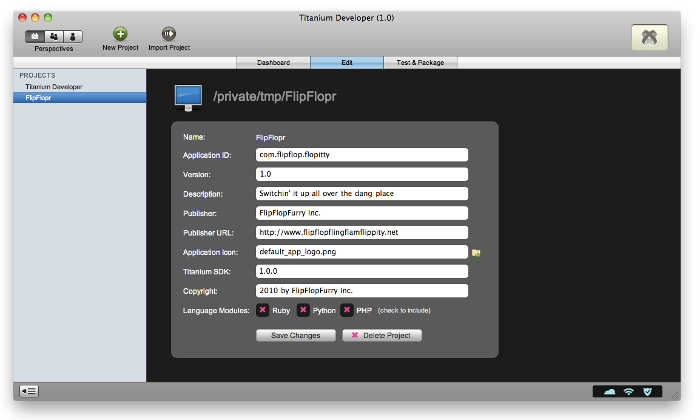 Titanium Developer (1.0)
Perspectives
New Project
Import Project
Dashboard
Edit
Test & Package
PROJECTS
Titanium Developer
FlipFlopr
/private/tmp/FlipFlopr
Name: FlipFlopr
Application ID: com.flipflop.flopitty
Version: 1.0
Description: Switchin' it up all over the dang place
Publisher: FlipFlopFurry Inc.
Publisher URL: http://www.flipflopflingflamflippity.net
Application Icon: default_app_logo.png
Titanium SDK: 1.0.0
Copyright: 2010 by FlipFlopFurry Inc.
Language Modules: Ruby Python PHP (check to include)
Save Changes
Delete Project